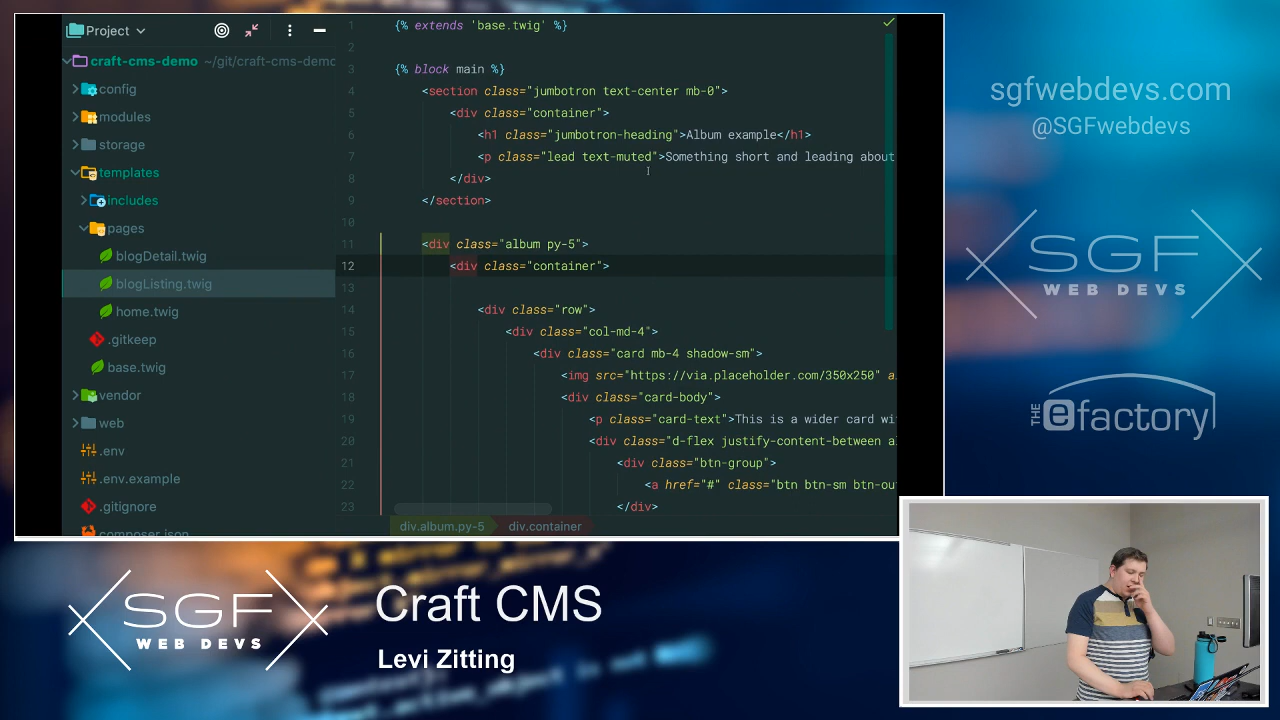 Project
craft-cms-demo ~/git/craft-cms-demo
config
modules
storage
templates
includes
pages
blogDetail.twig
blogListing.twig
home.twig
.gitkeep
base.twig
vendor
web
.env
.env.example
.gitignore
composer.json
1 {% extends 'base.twig' %}
2
3 {% block main %}
4 <section class="jumbotron text-center mb-0">
5 <div class="container">
6 <h1 class="jumbotron-heading">Album example</h1>
7 <p class="lead text-muted">Something short and leading about
8 </div>
9 </section>
10
11 <div class="album py-5">
12 <div class="container">
13
14 <div class="row">
15 <div class="col-md-4">
16 <div class="card mb-4 shadow-sm">
17 <img src="https://via.placeholder.com/350x250" a
18 <div class="card-body">
19 <p class="card-text">This is a wider card wi
20 <div class="d-flex justify-content-between al
21 <div class="btn-group">
22 <a href="#" class="btn btn-sm btn-ou
23 </div>
div.album.py-5 div.container
sgfwebdevs.com
@SGFwebdevs
SGF
WEB DEVS
THE efactory
SGF
WEB DEVS
Craft CMS
Levi Zitting